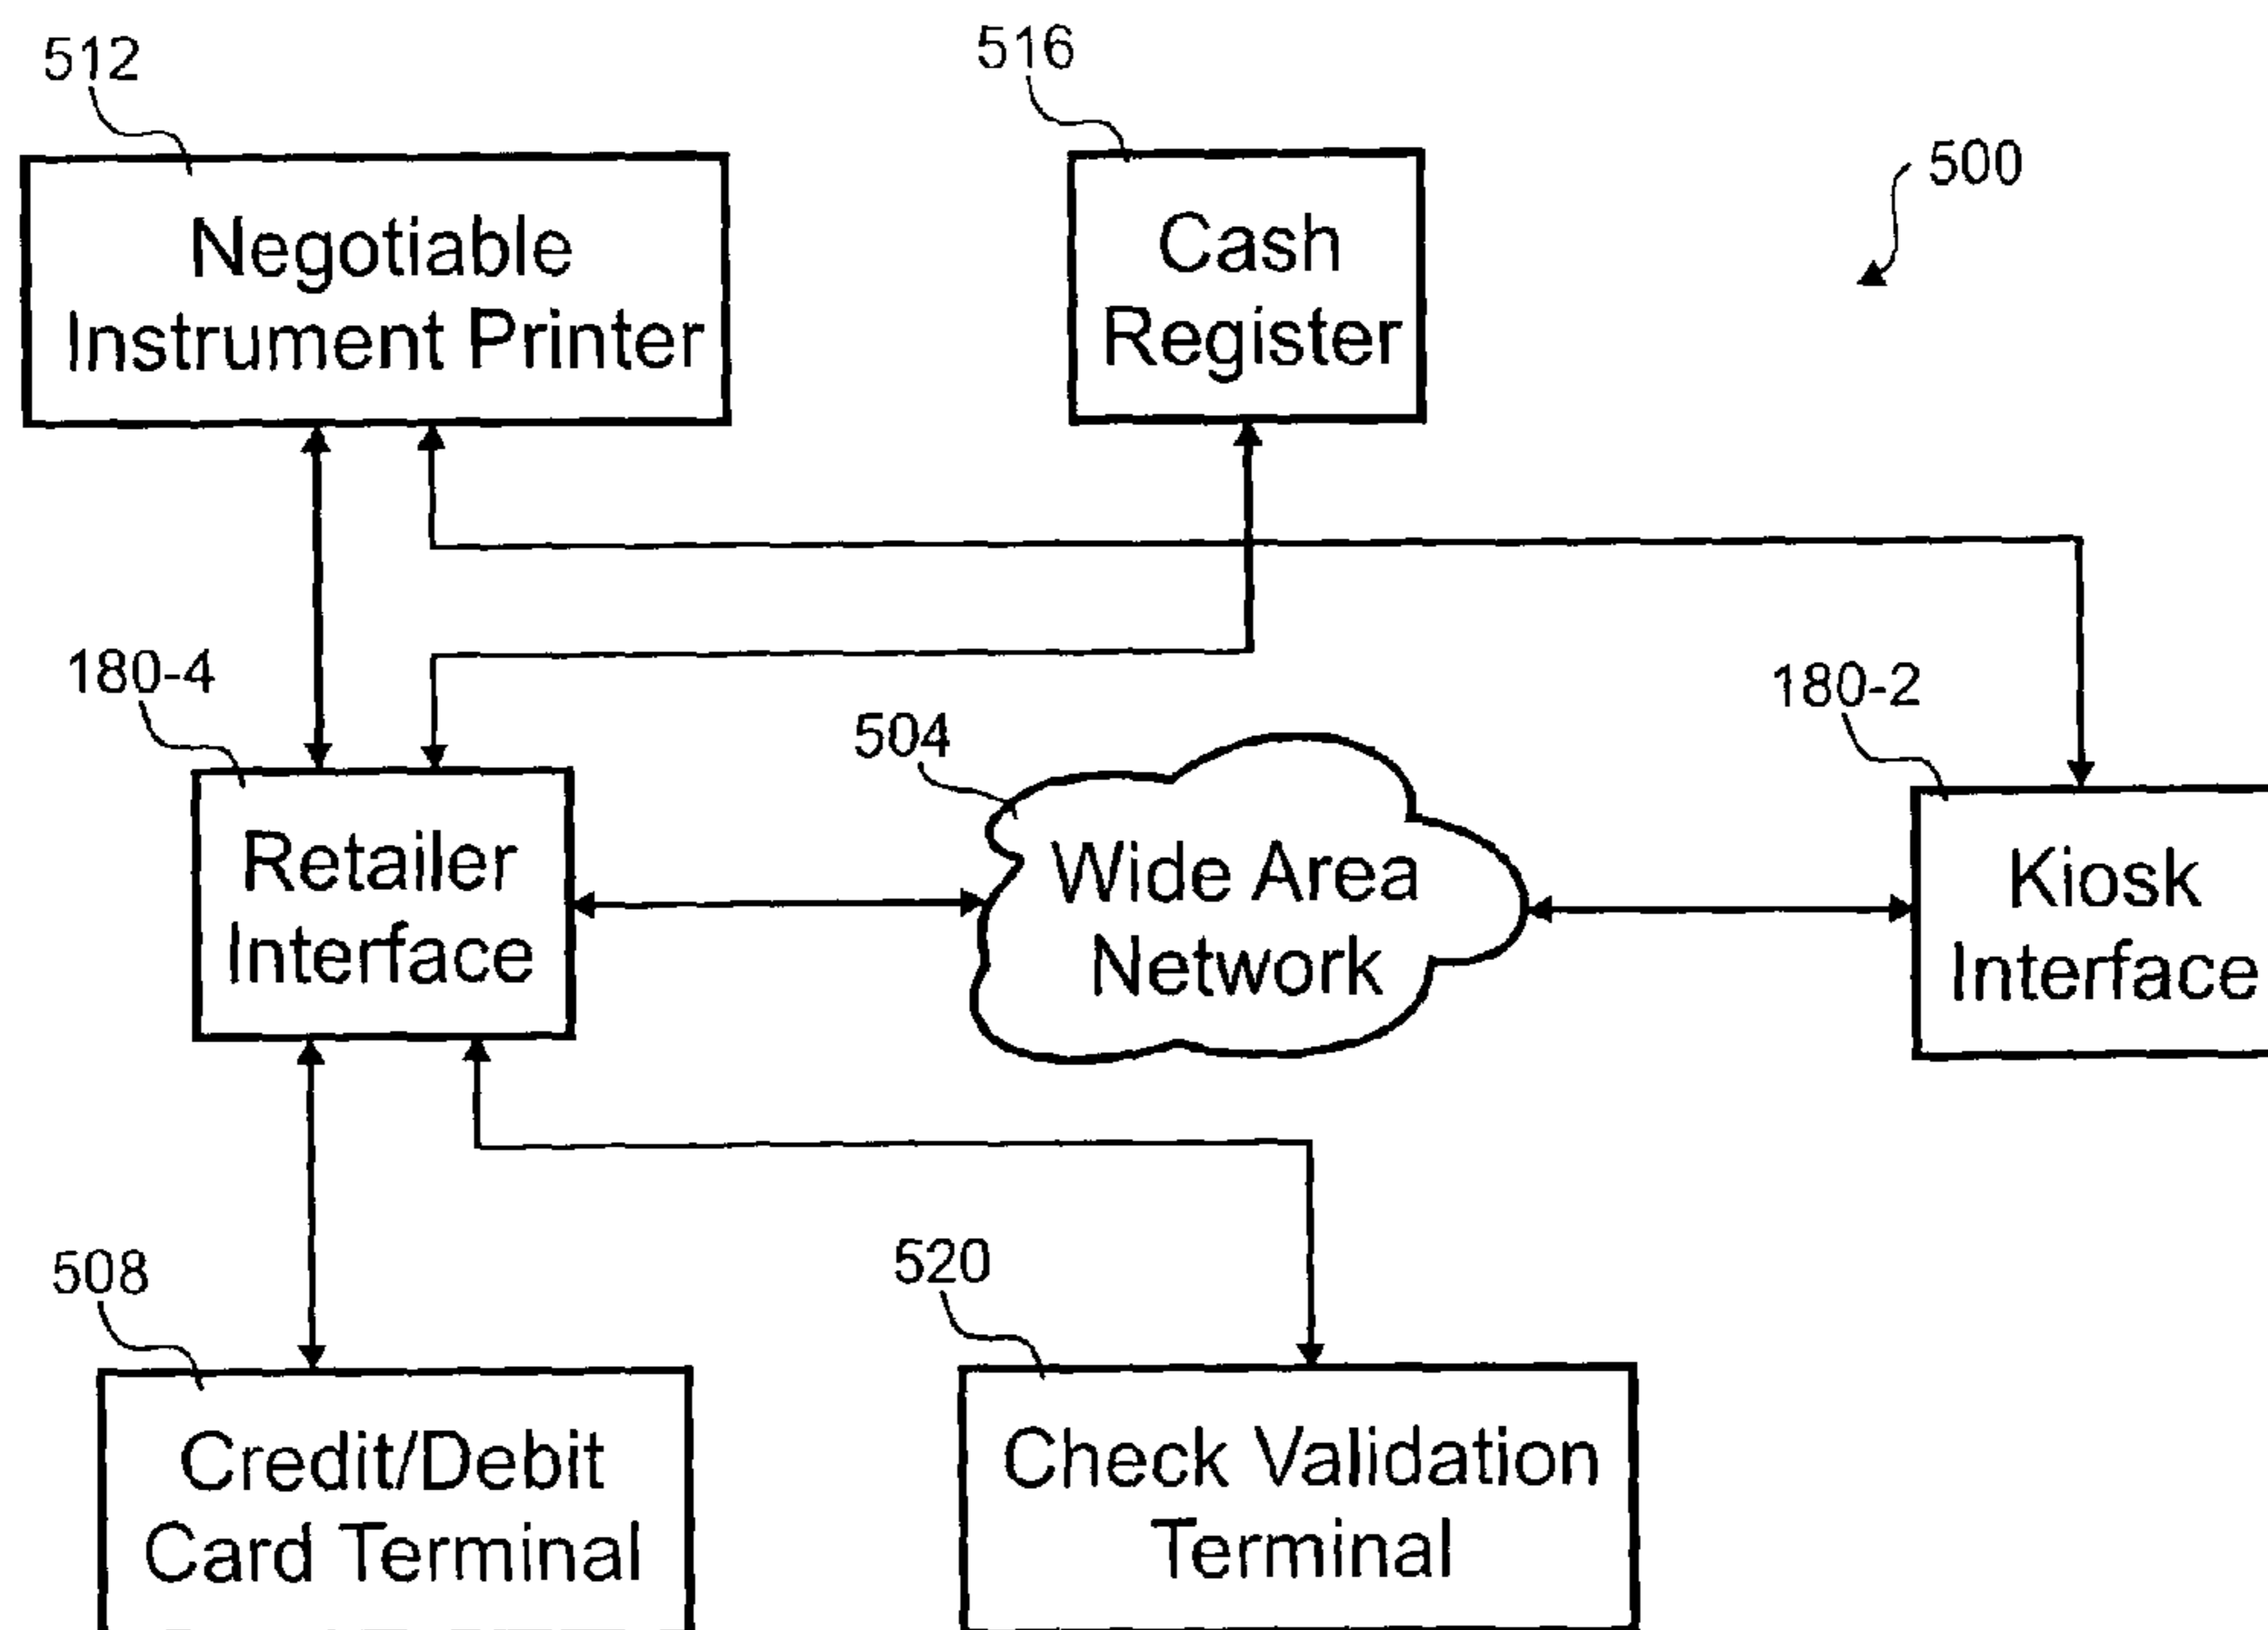 512
516
500
Negotiable
Instrument Printer
Cash
Register
180-4
504
180-2
Retailer
Interface
Wide Area
Network
Kiosk
Interface
508
520
Credit/Debit
Card Terminal
Check Validation
Terminal